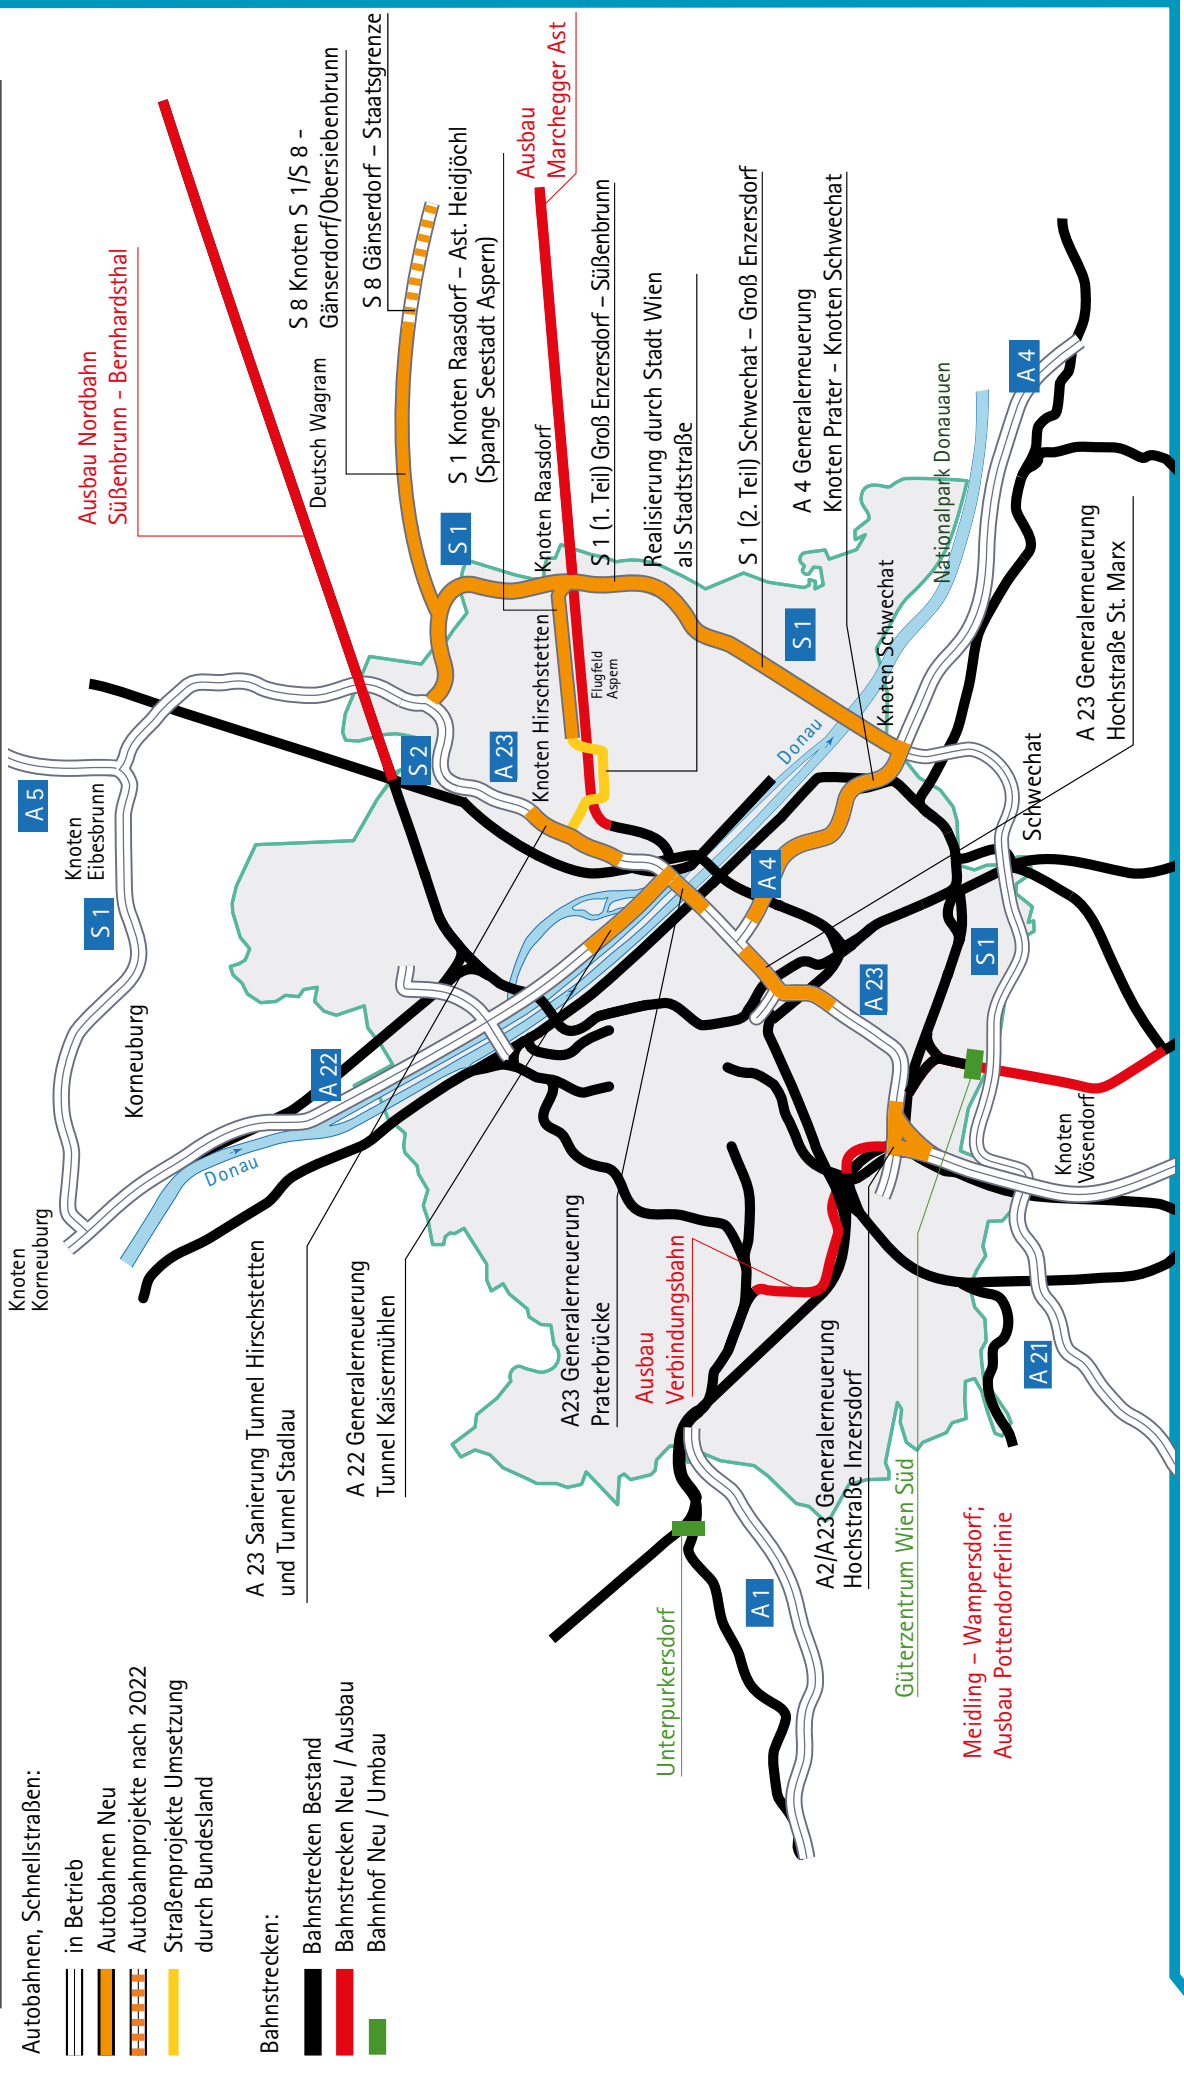 Autobahnen, Schnellstraßen:
in Betrieb
Autobahnen Neu
Autobahnprojekte nach 2022
Straßenprojekte Umsetzung
durch Bundesland
Bahnstrecken:
Bahnstrecken Bestand
Bahnstrecken Neu / Ausbau
Bahnhof Neu / Umbau
Knoten
Korneuburg
Korneuburg
S 1
Knoten
Eibesbrunn
A 5
Ausbau Nordbahn
Süßenbrunn - Bernhardsthal
Donau
A 22
S 2
Deutsch Wagram
S 8 Knoten S 1/S 8 -
Gänserdorf/Obersiebenbrunn
S 8 Gänserdorf – Staatsgrenze
S 1
S 1 Knoten Raasdorf – Ast. Heidjöchl
(Spange Seestadt Aspern)
Ausbau
Marchegger Ast
A 23
Knoten Hirschstetten
Knoten Raasdorf
Flugfeld
Aspern
S 1 (1. Teil) Groß Enzersdorf – Süßenbrunn
Realisierung durch Stadt Wien
als Stadtstraße
S 1 (2. Teil) Schwechat – Groß Enzersdorf
S 1
A 4 Generalerneuerung
Knoten Prater – Knoten Schwechat
Donau
A 4
Knoten Schwechat
Nationalpark Donauauen
A 4
A 23 Generalerneuerung
Hochstraße St. Marx
Schwechat
A 23
S 1
A 23 Sanierung Tunnel Hirschstetten
und Tunnel Stadlau
A 22 Generalerneuerung
Tunnel Kaisermühlen
A23 Generalerneuerung
Praterbrücke
Ausbau
Verbindungsbahn
Unterpurkersdorf
A 1
A2/A23 Generalerneuerung
Hochstraße Inzersdorf
Güterzentrum Wien Süd
Meidling – Wampersdorf;
Ausbau Pottendorferlinie
A 21
Knoten
Vösendorf